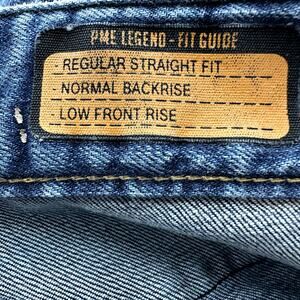 PME LEGEND - FIT GUIDE
- REGULAR STRAIGHT FIT
- NORMAL BACKRISE
- LOW FRONT RISE